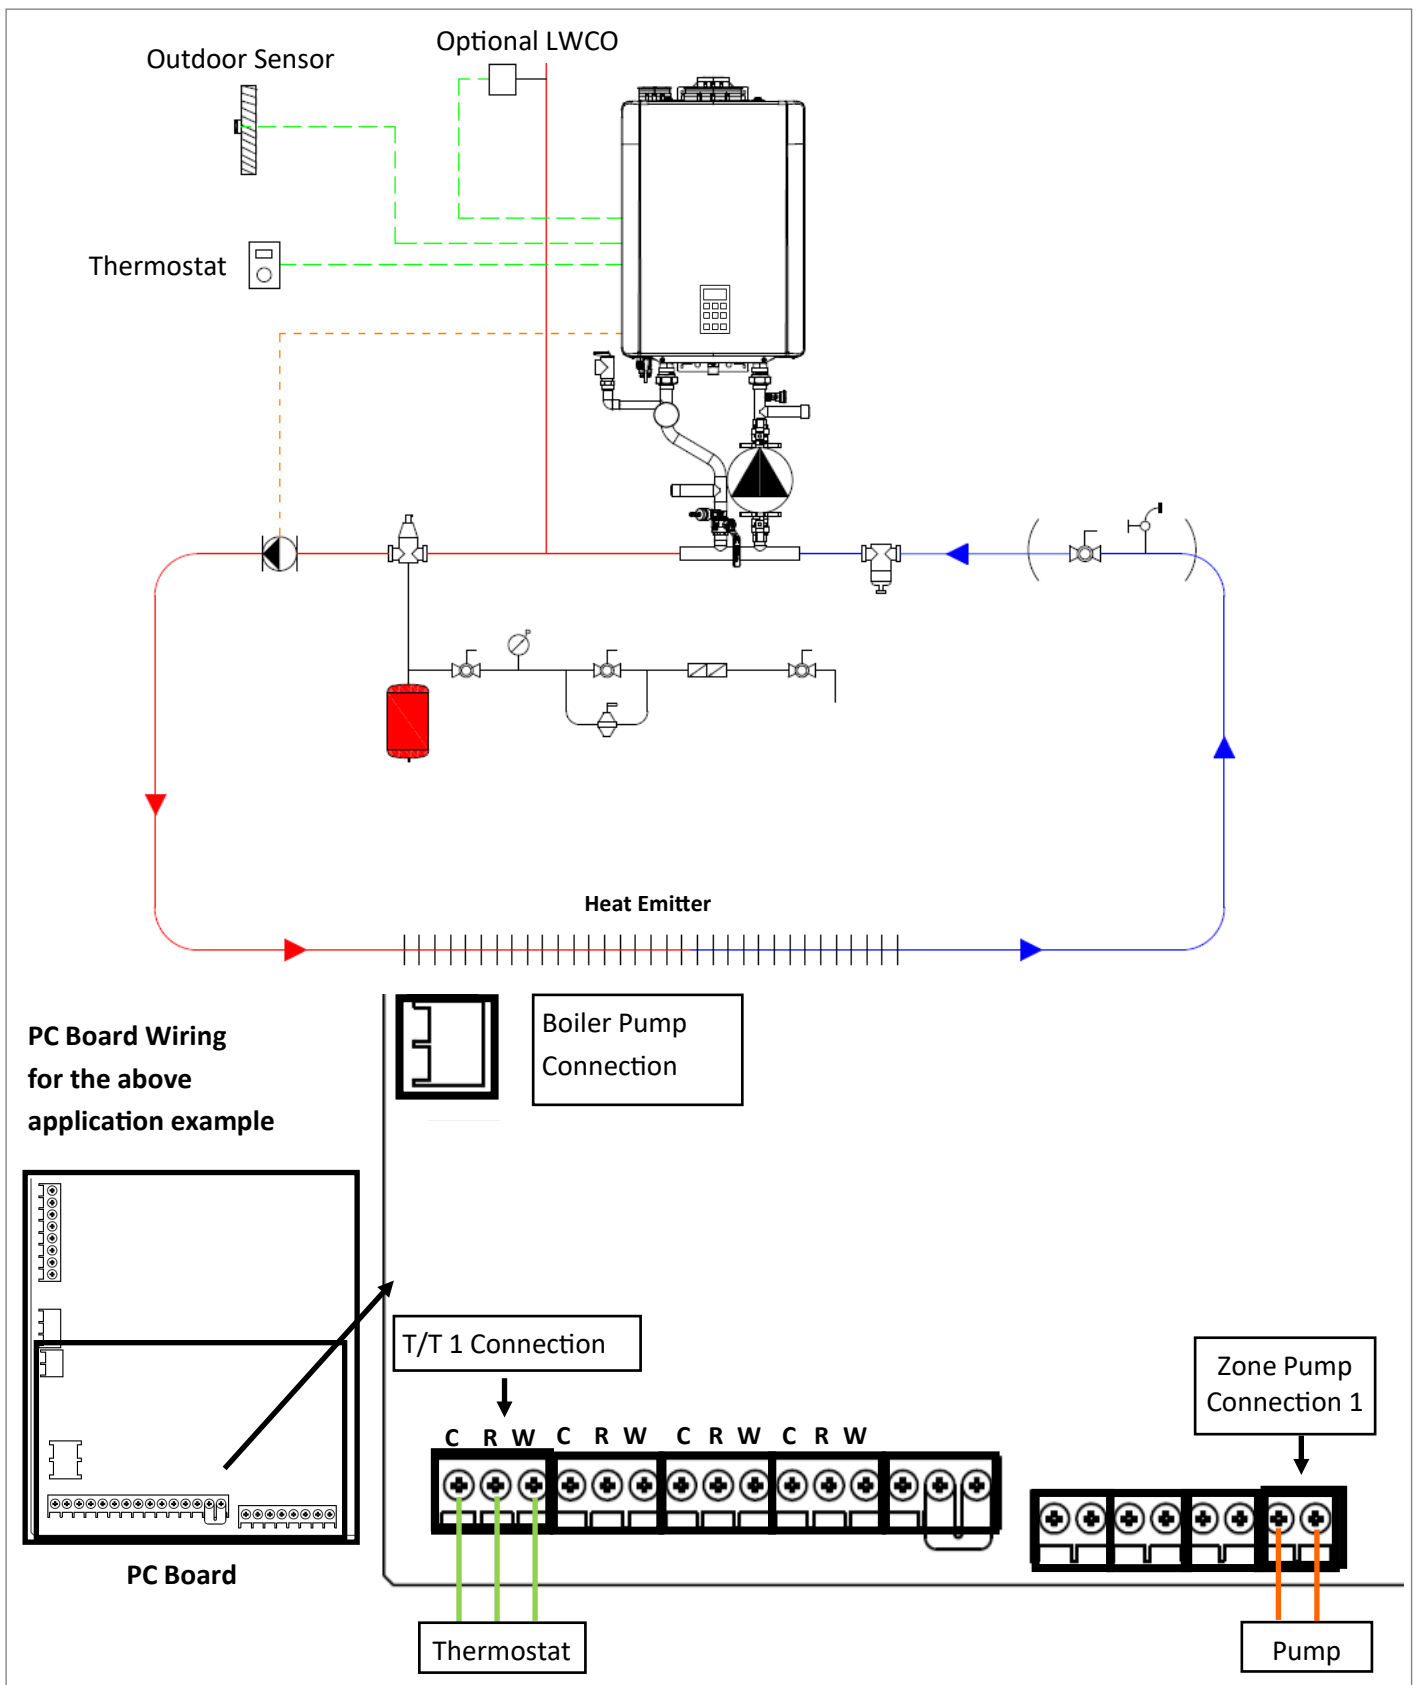 Optional LWCO
Outdoor Sensor
Thermostat
Heat Emitter
Boiler Pump
Connection
PC Board Wiring
for the above
application example
T/T 1 Connection
Zone Pump
Connection 1
C R W C R W C R W C R W
PC Board
Thermostat
Pump